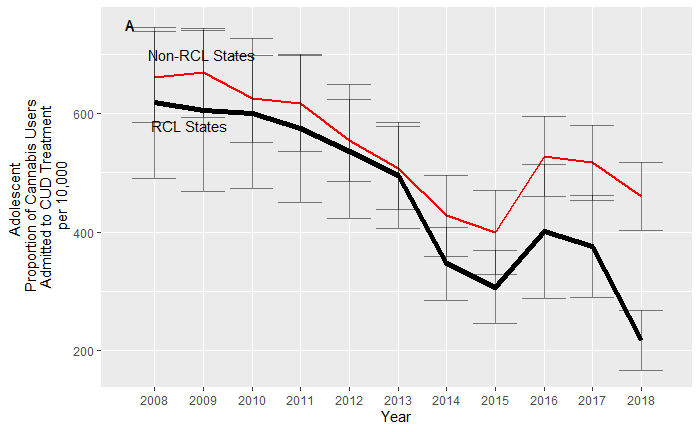 A
Non-RCL States
RCL States
Adolescent
Proportion of Cannabis Users
Admitted to CUD Treatment
per 10,000
600
400
200
2008 2009 2010 2011 2012 2013 2014 2015 2016 2017 2018
Year